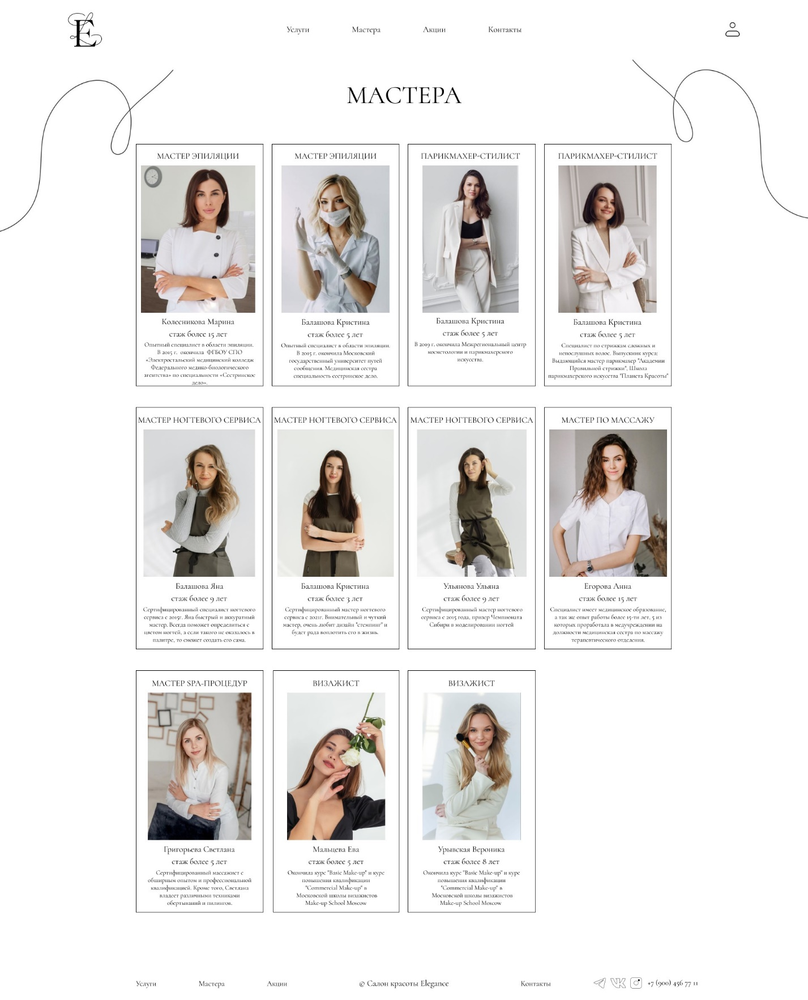 E
Услуги
Мастера
Акции
Контакты
МАСТЕРА
МАСТЕР ЭПИЛЯЦИИ
Колесникова Марина
стаж более 15 лет
Опытный специалист в области эпиляции.
В 2015 г. окончила ФГБОУ СПО
«Электростальский медицинский колледж
Федерального медико-биологического
агентства» по специальности «Сестринское
дело».
МАСТЕР ЭПИЛЯЦИИ
Балашова Кристина
стаж более 5 лет
Опытный специалист в области эпиляции.
В 2015 г. окончила Московский
государственный университет путей
сообщения. Медицинская сестра
специальность сестринское дело.
ПАРИКМАХЕР-СТИЛИСТ
Балашова Кристина
стаж более 5 лет
В 2019 г. окончила Межрегиональный центр
косметологии и парикмахерского
искусства.
ПАРИКМАХЕР-СТИЛИСТ
Балашова Кристина
стаж более 5 лет
Специалист по стрижкам сложных и
непослушных волос. Выпускник курса:
Выдающийся мастер парикмахер "Академии
Правильной стрижки", Школа
парикмахерского искусства "Планета Красоты"
МАСТЕР НОГТЕВОГО СЕРВИСА
Балашова Яна
стаж более 9 лет
Сертифицированный специалист ногтевого
сервиса с 2015г. Яна быстрый и аккуратный
мастер. Всегда поможет определиться с
цветом ногтей, а если такого не оказалось в
палитре, то сможет создать его сама.
МАСТЕР НОГТЕВОГО СЕРВИСА
Балашова Кристина
стаж более 3 лет
Сертифицированный мастер ногтевого
сервиса с 2021г. Внимательный и чуткий
мастер, очень любит дизайн "стемпинг" и
будет рада воплотить его в жизнь.
МАСТЕР НОГТЕВОГО СЕРВИСА
Ульянова Ульяна
стаж более 9 лет
Сертифицированный мастер ногтевого
сервиса с 2015 года, призер Чемпионата
Сибири в моделировании ногтей
МАСТЕР ПО МАССАЖУ
Егорова Анна
стаж более 15 лет
Специалист имеет медицинское образование,
а так же опыт работы более 15-ти лет, 5 из
которых проработала в медучреждении на
должности медицинская сестра по массажу
терапевтического отделения.
МАСТЕР SPA-ПРОЦЕДУР
Григорьева Светлана
стаж более 5 лет
Сертифицированный массажист с
обширным опытом и профессиональной
квалификацией. Кроме того, Светлана
владеет различными техниками
обертываний и пилингов.
ВИЗАЖИСТ
Мальцева Ева
стаж более 5 лет
Окончила курс "Basic Make-up" и курс
повышения квалификации
"Commercial Make-up" в
Московской школы визажистов
Make-up School Moscow
ВИЗАЖИСТ
Урывская Вероника
стаж более 8 лет
Окончила курс "Basic Make-up" и курс
повышения квалификации
"Commercial Make-up" в
Московской школы визажистов
Make-up School Moscow
Услуги
Мастера
Акции
© Салон красоты Elegance
Контакты
+7 (900) 456 77 11